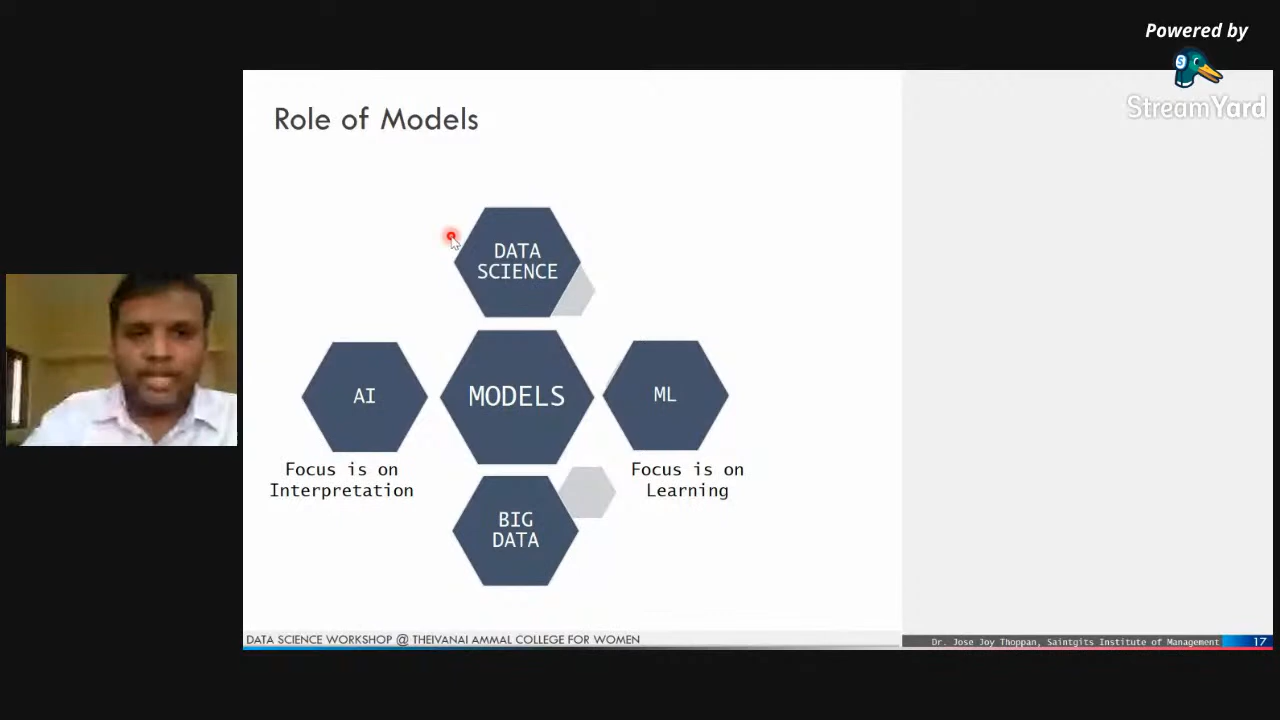 Powered by
StreamYard
Role of Models
DATA
SCIENCE
AI
MODELS
ML
Focus is on
Interpretation
Focus is on
Learning
BIG
DATA
DATA SCIENCE WORKSHOP @ THEIVANAI AMMAL COLLEGE FOR WOMEN
Dr. Jose Joy Thoppan, Saintgits Institute of Management
17